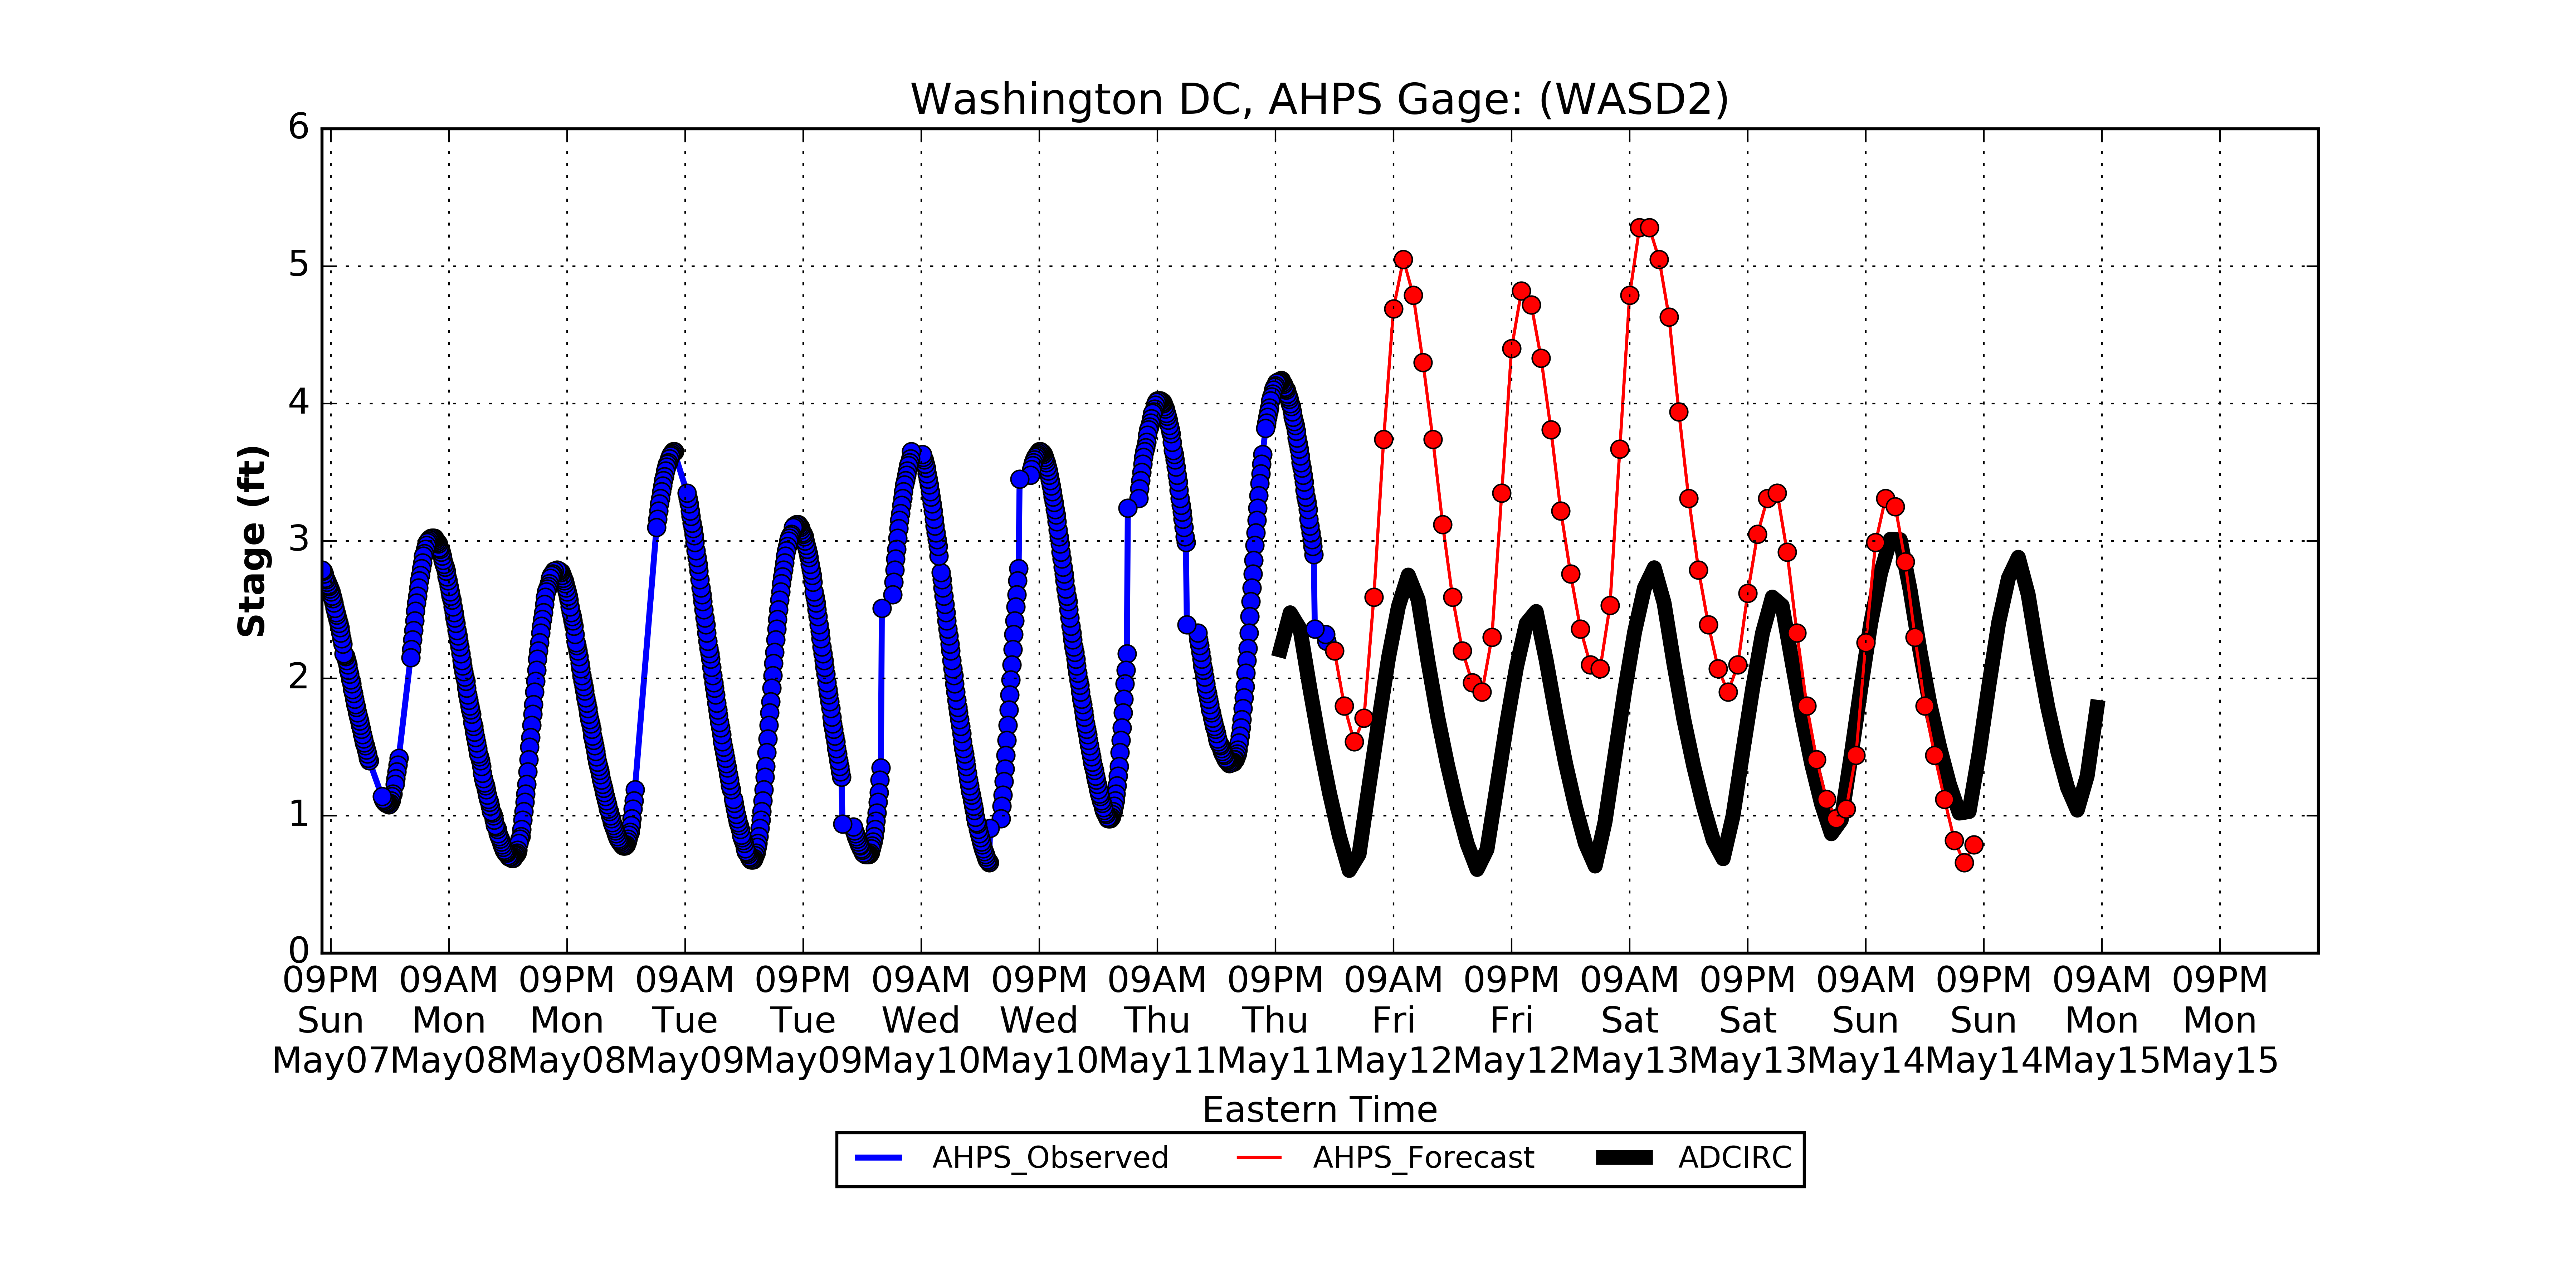 Washington DC, AHPS Gage: (WASD2)
6
5
4
3
2
1
0
Stage (ft)
09PM 09AM 09PM 09AM 09PM 09AM 09PM 09AM 09PM 09AM 09PM 09AM 09PM 09AM 09PM 09AM 09PM
Sun Mon Mon Tue Tue Wed Wed Thu Thu Fri Fri Sat Sat Sun Sun Mon Mon
May07 May08 May08 May09 May09 May10 May10 May11 May11 May12 May12 May13 May13 May14 May14 May15 May15
Eastern Time
AHPS_Observed AHPS_Forecast ADCIRC